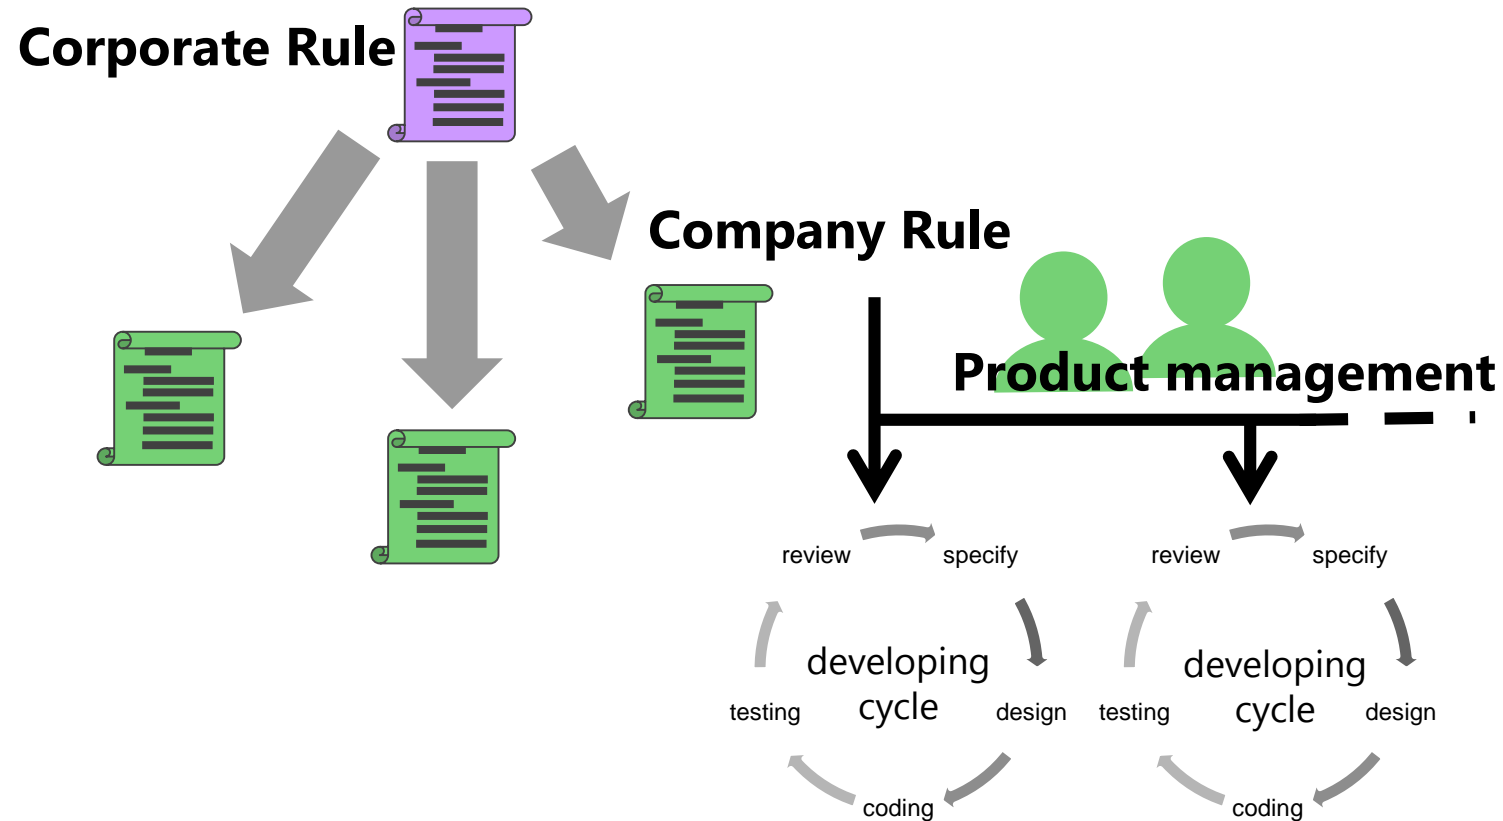 Corporate Rule
Company Rule
Product management
review
specify
developing
cycle
testing
design
coding
review
specify
developing
cycle
testing
design
coding